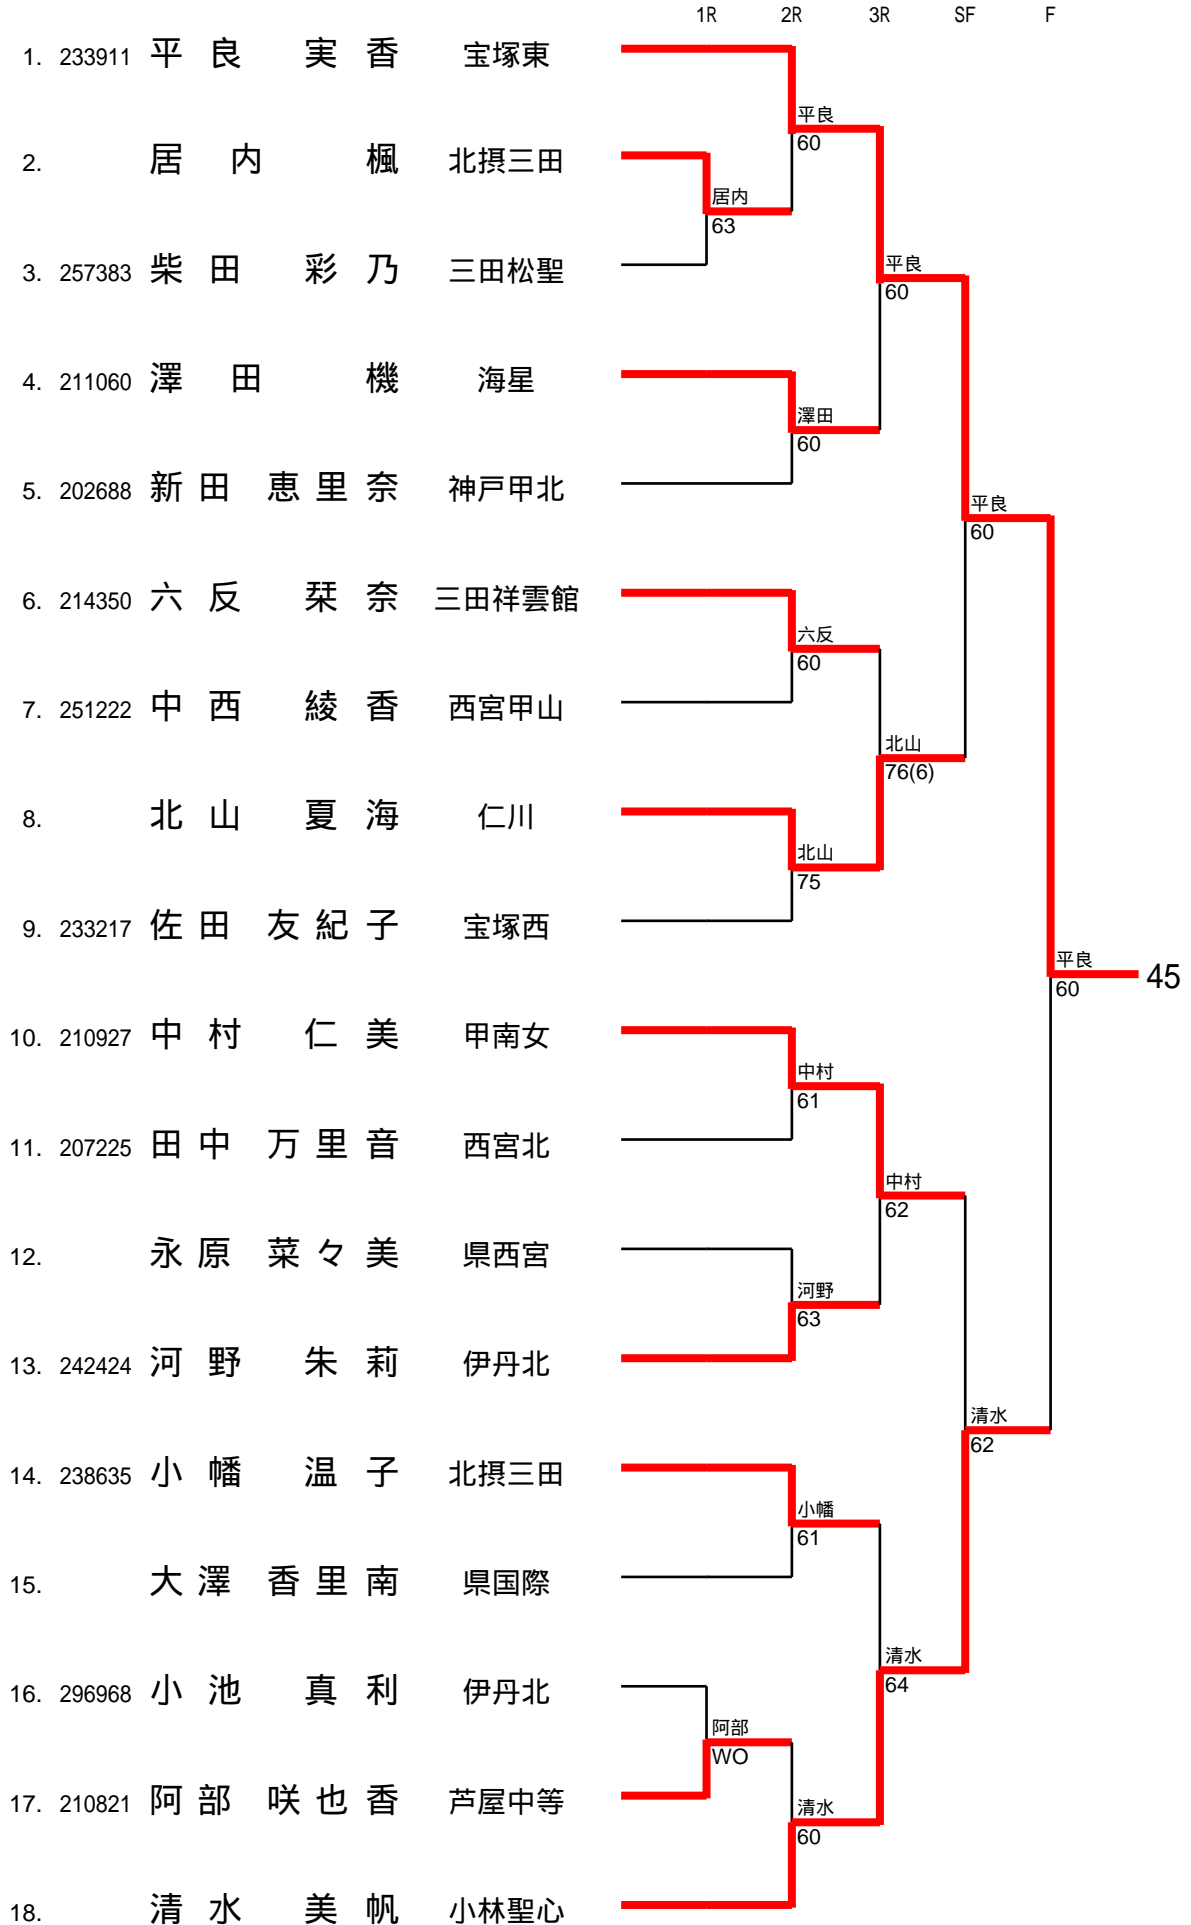 1R 2R 3R SF F
1. 233911 平良 実香 宝塚東
平良
60
2. 居内 楓 北摂三田
居内
63
3. 257383 柴田 彩乃 三田松聖
平良
60
4. 211060 澤田 機 海星
澤田
60
5. 202688 新田 恵里奈 神戸甲北
平良
60
6. 214350 六反 栞奈 三田祥雲館
六反
60
7. 251222 中西 綾香 西宮甲山
北山
76(6)
8. 北山 夏海 仁川
北山
75
9. 233217 佐田 友紀子 宝塚西
平良
60
45
10. 210927 中村 仁美 甲南女
中村
61
11. 207225 田中 万里音 西宮北
中村
62
12. 永原 菜々美 県西宮
河野
63
13. 242424 河野 朱莉 伊丹北
清水
62
14. 238635 小幡 温子 北摂三田
小幡
61
15. 大澤 香里南 県国際
清水
64
16. 296968 小池 真利 伊丹北
阿部
WO
17. 210821 阿部 咲也香 芦屋中等
清水
60
18. 清水 美帆 小林聖心